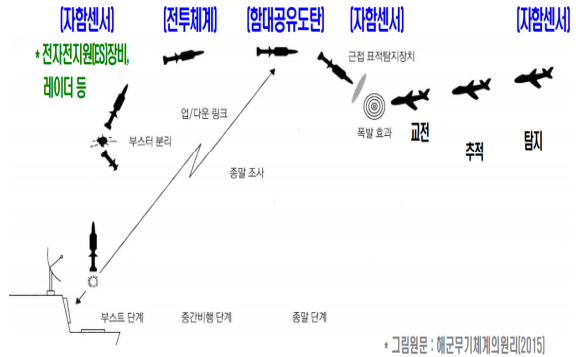 [자함센서] [전투체계] [함대공유도탄] [자함센서] [자함센서]
* 전자전지원(ES)장비,
레이더 등
근접 표적탐지장치
업/다운 링크
부스터 분리
폭발 효과
교전
추적
탐지
종말 조사
부스트 단계 중간비행 단계 종말 단계
* 그림원문 : 해군무기체계의원리(2015)